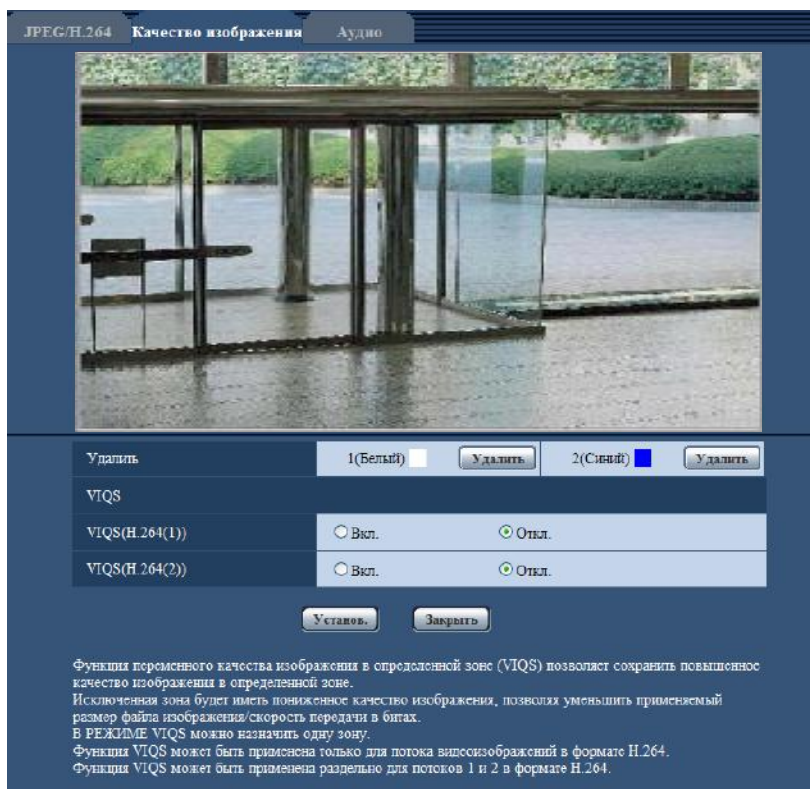 JPEG/H.264 Качество изображения Аудио
Удалить 1(Белый) Удалить 2(Синий) Удалить
VIQS
VIQS(H.264(1)) Вкл. Откл.
VIQS(H.264(2)) Вкл. Откл.
Установ. Закрыть
Функция переменного качества изображения в определенной зоне (VIQS) позволяет сохранить повышенное
качество изображения в определенной зоне.
Исключенная зона будет иметь пониженное качество изображения, позволяя уменьшить применяемый
размер файла изображения/скорость передачи в битах.
В РЕЖИМЕ VIQS можно назначить одну зону.
Функция VIQS может быть применена только для потока видеоизображений в формате H.264.
Функция VIQS может быть применена раздельно для потоков 1 и 2 в формате H.264.